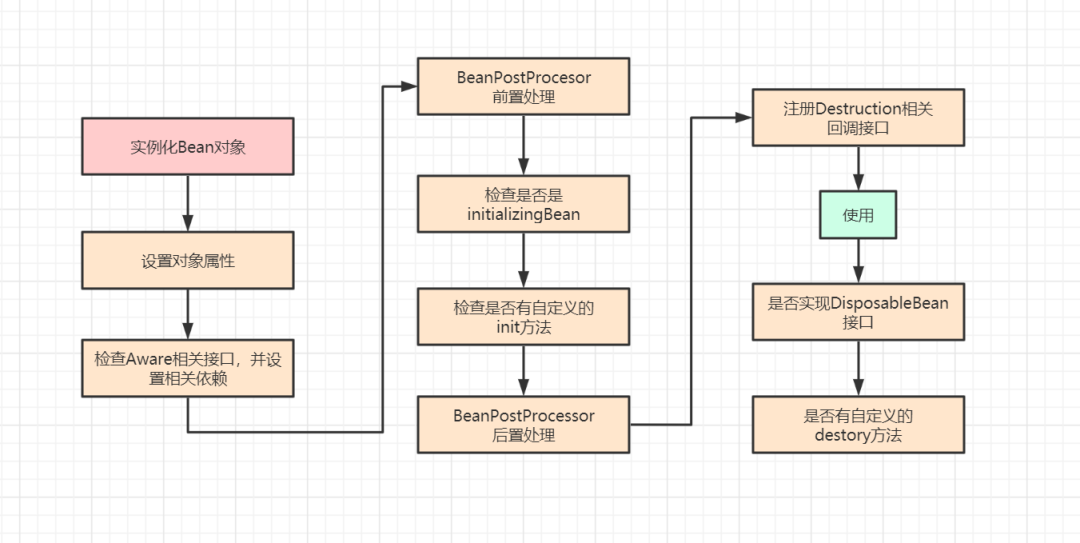 实例化Bean对象
设置对象属性
检查Aware相关接口，并设
置相关依赖
BeanPostProcesor
前置处理
检查是否是
initializingBean
检查是否有自定义的
init方法
BeanPostProcessor
后置处理
注册Destruction相关
回调接口
使用
是否实现DisposableBean
接口
是否有自定义的
destory方法